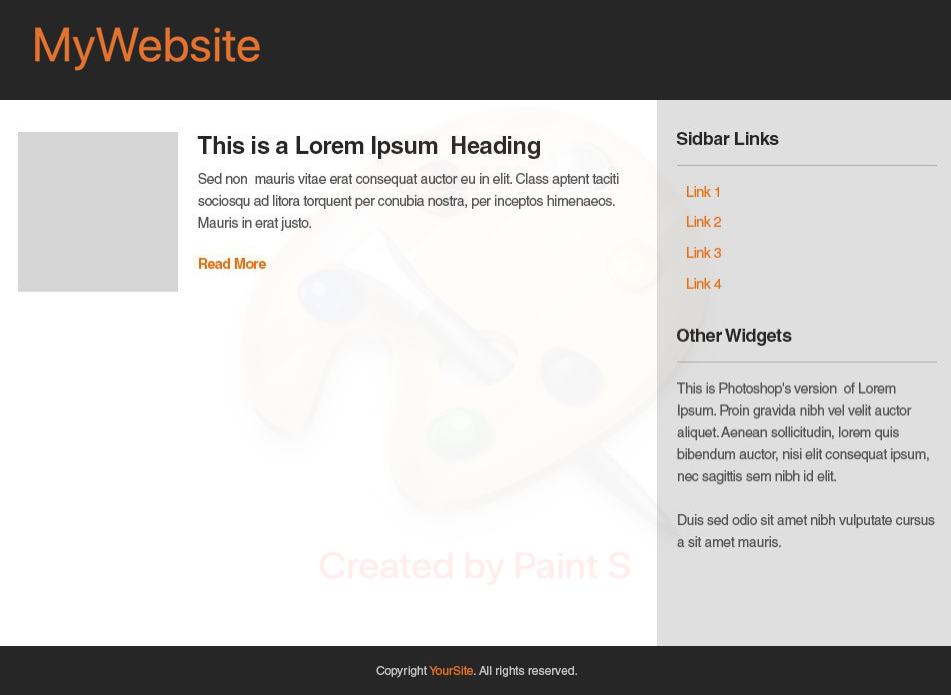 MyWebsite
This is a Lorem Ipsum  Heading
Sed non  mauris vitae erat consequat auctor eu in elit. Class aptent taciti
sociosqu ad litora torquent per conubia nostra, per inceptos himenaeos.
Mauris in erat justo.
Read More
Sidbar Links
Link 1
Link 2
Link 3
Link 4
Other Widgets
This is Photoshop's version  of Lorem
Ipsum. Proin gravida nibh vel velit auctor
aliquet. Aenean sollicitudin, lorem quis
bibendum auctor, nisi elit consequat ipsum,
nec sagittis sem nibh id elit.
Duis sed odio sit amet nibh vulputate cursus
a sit amet mauris.
Created by Paint S
Copyright YourSite. All rights reserved.